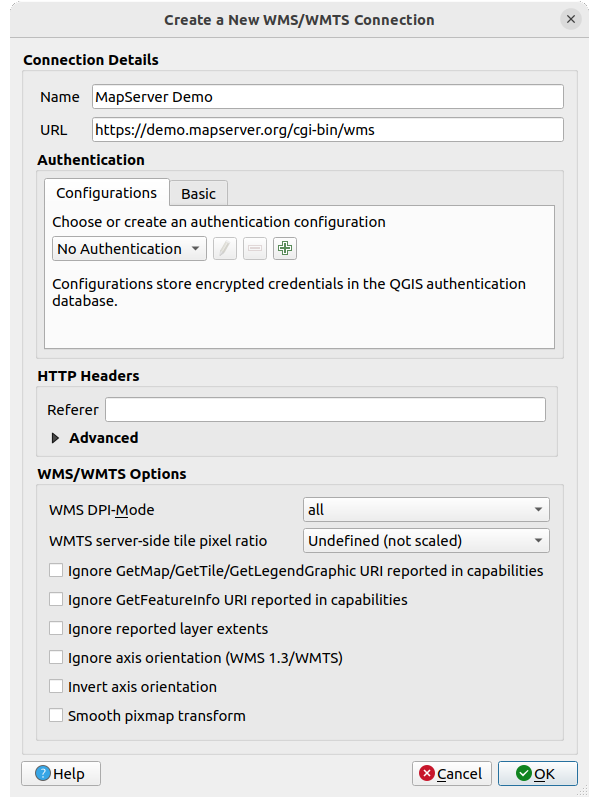 Create a New WMS/WMTS Connection
Connection Details
Name MapServer Demo
URL https://demo.mapserver.org/cgi-bin/wms
Authentication
Configurations Basic
Choose or create an authentication configuration
No Authentication
Configurations store encrypted credentials in the QGIS authentication
database.
HTTP Headers
Referer
Advanced
WMS/WMTS Options
WMS DPI-Mode all
WMTS server-side tile pixel ratio Undefined (not scaled)
Ignore GetMap/GetTile/GetLegendGraphic URI reported in capabilities
Ignore GetFeatureInfo URI reported in capabilities
Ignore reported layer extents
Ignore axis orientation (WMS 1.3/WMTS)
Invert axis orientation
Smooth pixmap transform
Help Cancel OK